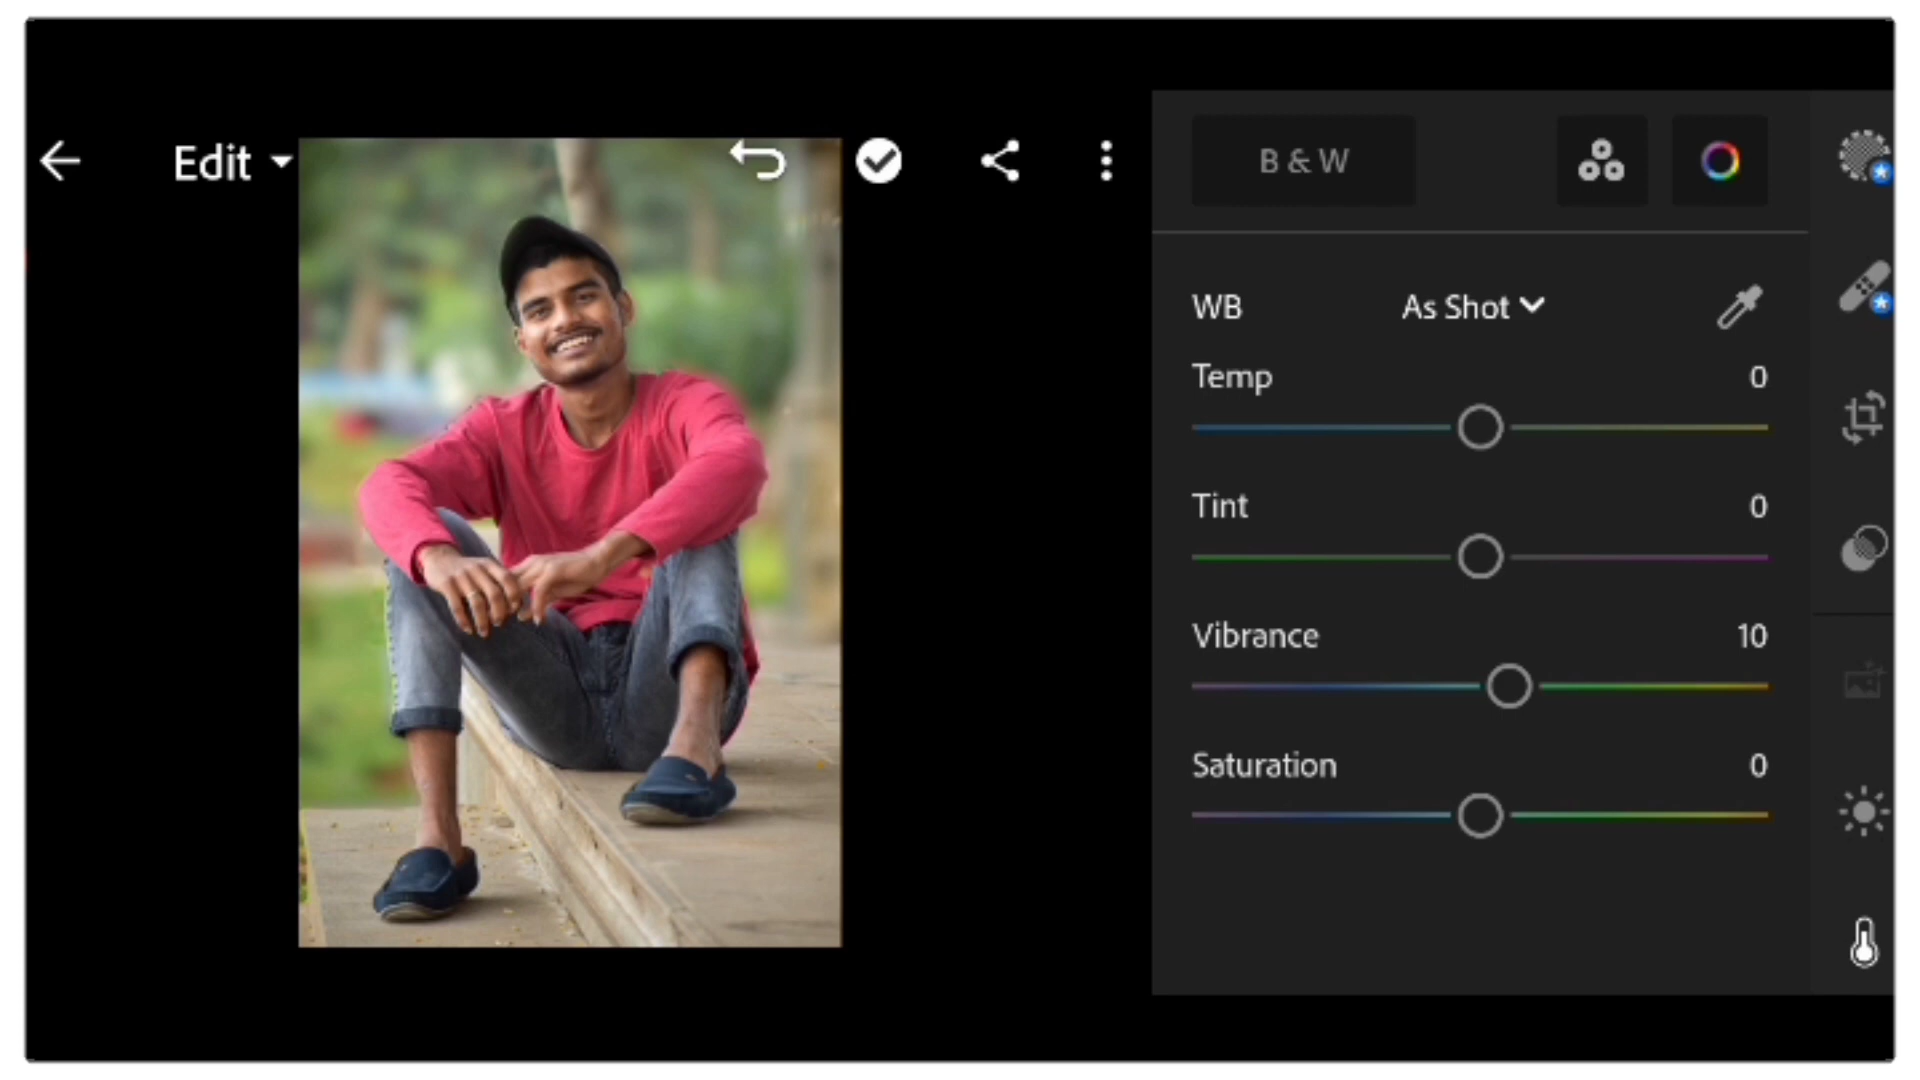 Edit
B & W
WB As Shot
Temp 0
Tint 0
Vibrance 10
Saturation 0